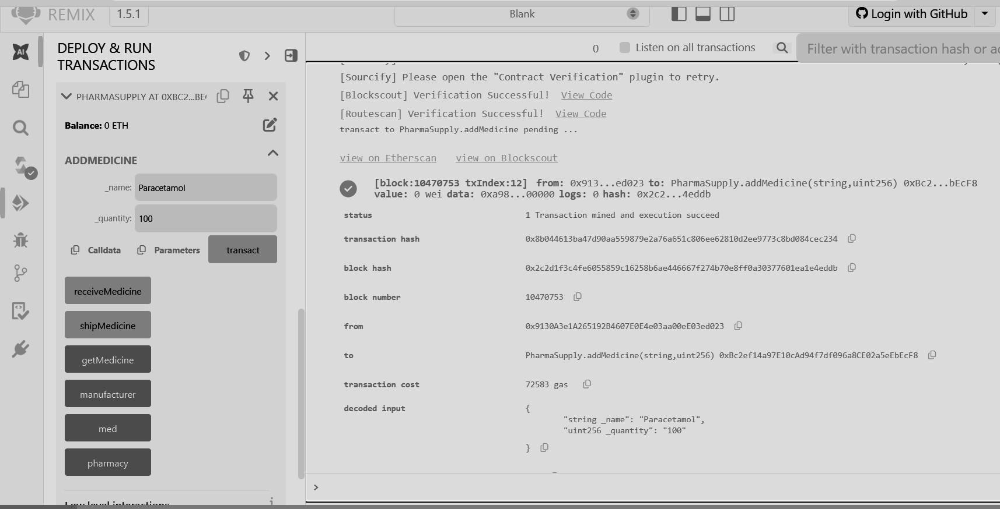 REMIX
1.5.1
Blank
Login with GitHub
AI
DEPLOY & RUN
TRANSACTIONS
0
Listen on all transactions
Filter with transaction hash or
PHARMASUPPLY AT 0XBC2...BE
Balance: 0 ETH
ADDMEDICINE
_name:
Paracetamol
_quantity:
100
Calldata
Parameters
transact
receiveMedicine
shipMedicine
getMedicine
manufacturer
med
pharmacy
Low level interactions
i
[Sourcify] Please open the "Contract Verification" plugin to retry.
[Blockscout] Verification Successful! View Code
[Routescan] Verification Successful! View Code
transact to PharmaSupply.addMedicine pending ...
view on Etherscan view on Blockscout
[block:10470753 txIndex:12] from: 0x913...ed023 to: PharmaSupply.addMedicine(string,uint256) 0xBc2...bEcF8
value: 0 wei data: 0xa98...00000 logs: 0 hash: 0x2c2...4eddb
status 1 Transaction mined and execution succeed
transaction hash 0x8b044613ba47d90aa559879e2a76a651c806ee62810d2ee9773c8bd084cec234
block hash 0x2c2d1f3c4fe6055859c16258b6ae446667f274b70e8ff0a30377601ea1e4eddb
block number 10470753
from 0x9130A3e1A265192B4607E0E4e03aa00eE03ed023
to PharmaSupply.addMedicine(string,uint256) 0xBc2ef14a97E10cAd94f7df096a8CE02a5eEbEcF8
transaction cost 72583 gas
decoded input {
"string _name": "Paracetamol",
"uint256 _quantity": "100"
}
>